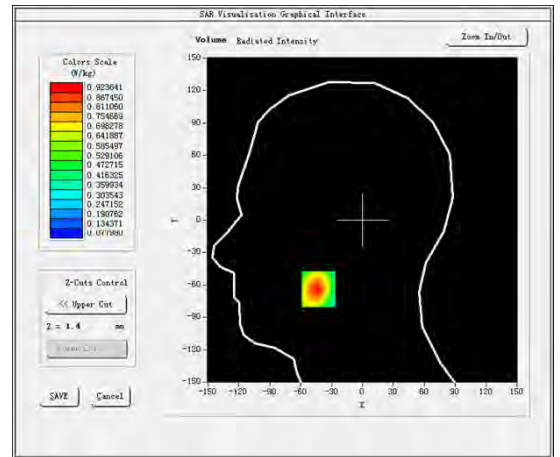 SAR Visualisation Graphical Interface
Volume Radiated Intensity
Zoom In/Out
Colors Scale
(W/kg)
0.923841
0.867450
0.811060
0.754669
0.698278
0.641887
0.585497
0.529106
0.472715
0.416325
0.359934
0.303543
0.247152
0.190762
0.134371
0.077980
150
120
90
60
30
0
-30
-60
-90
-120
-150
Y
-150 -120 -90 -60 -30 0 30 60 90 120 150
X
Z-Cuts Control
<< Upper Cut
Z = 1.4 mm
SAVE
Cancel